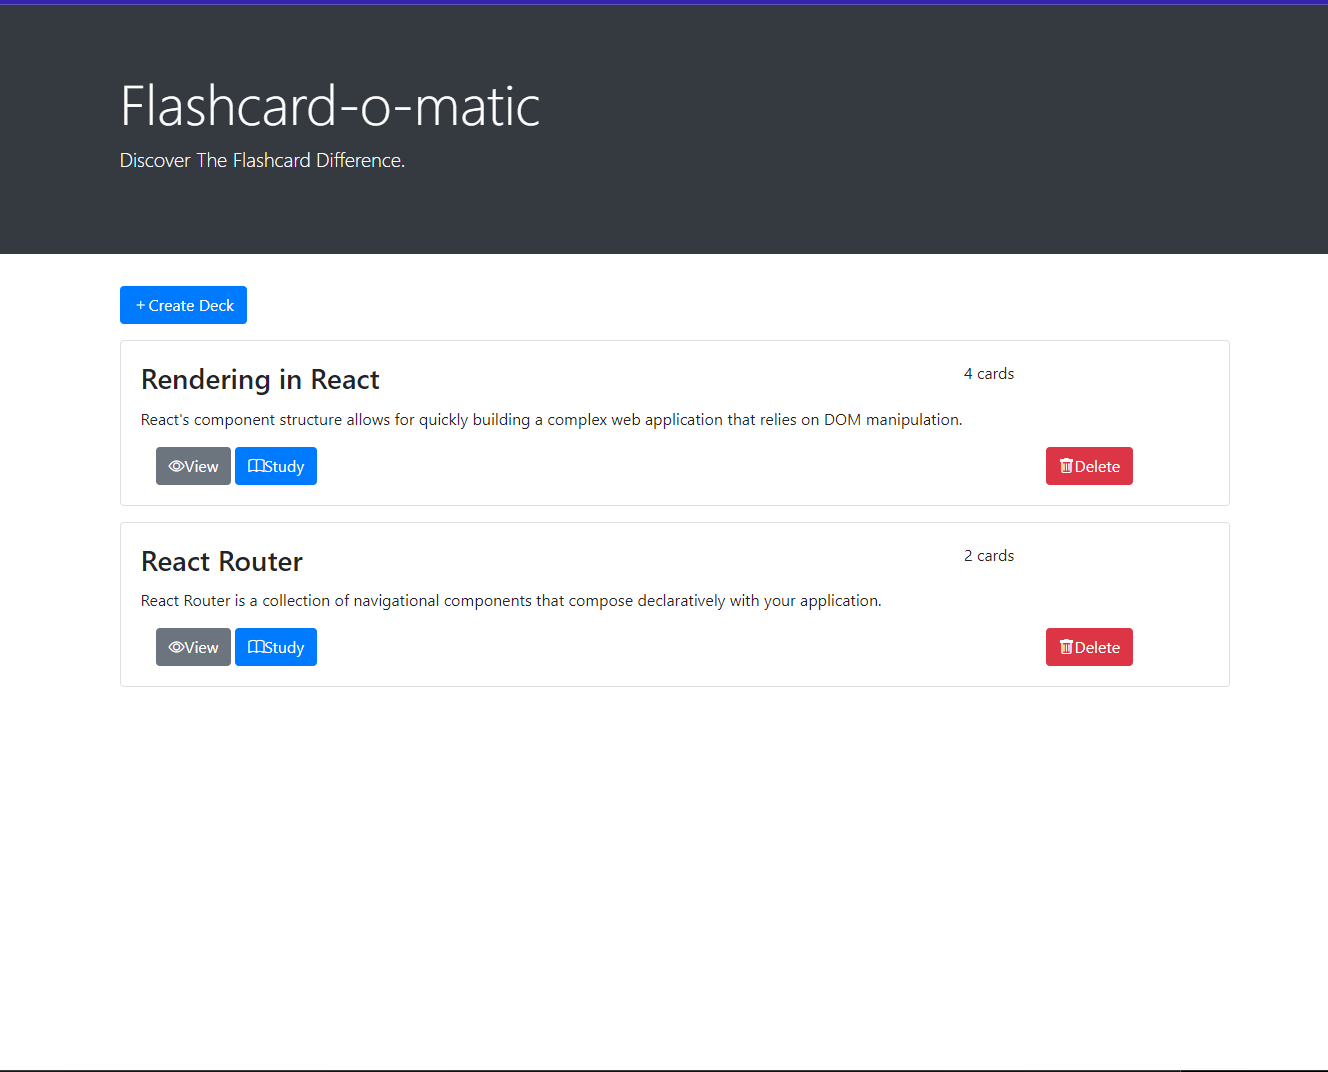 Flashcard-o-matic
Discover The Flashcard Difference.
+ Create Deck
Rendering in React
4 cards
React's component structure allows for quickly building a complex web application that relies on DOM manipulation.
View Study Delete
React Router
2 cards
React Router is a collection of navigational components that compose declaratively with your application.
View Study Delete